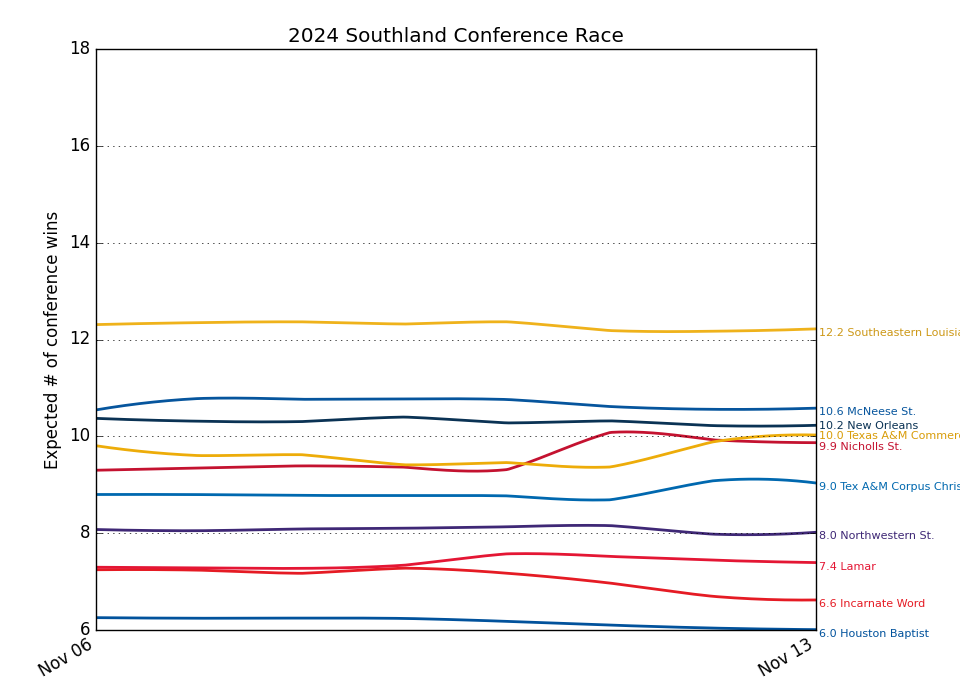 2024 Southland Conference Race
Expected # of conference wins
18
16
14
12
10
8
6
Nov 06
Nov 13
12.2 Southeastern Louisia
10.6 McNeese St.
10.2 New Orleans
10.0 Texas A&M Commerc
9.9 Nicholls St.
9.0 Tex A&M Corpus Chris
8.0 Northwestern St.
7.4 Lamar
6.6 Incarnate Word
6.0 Houston Baptist